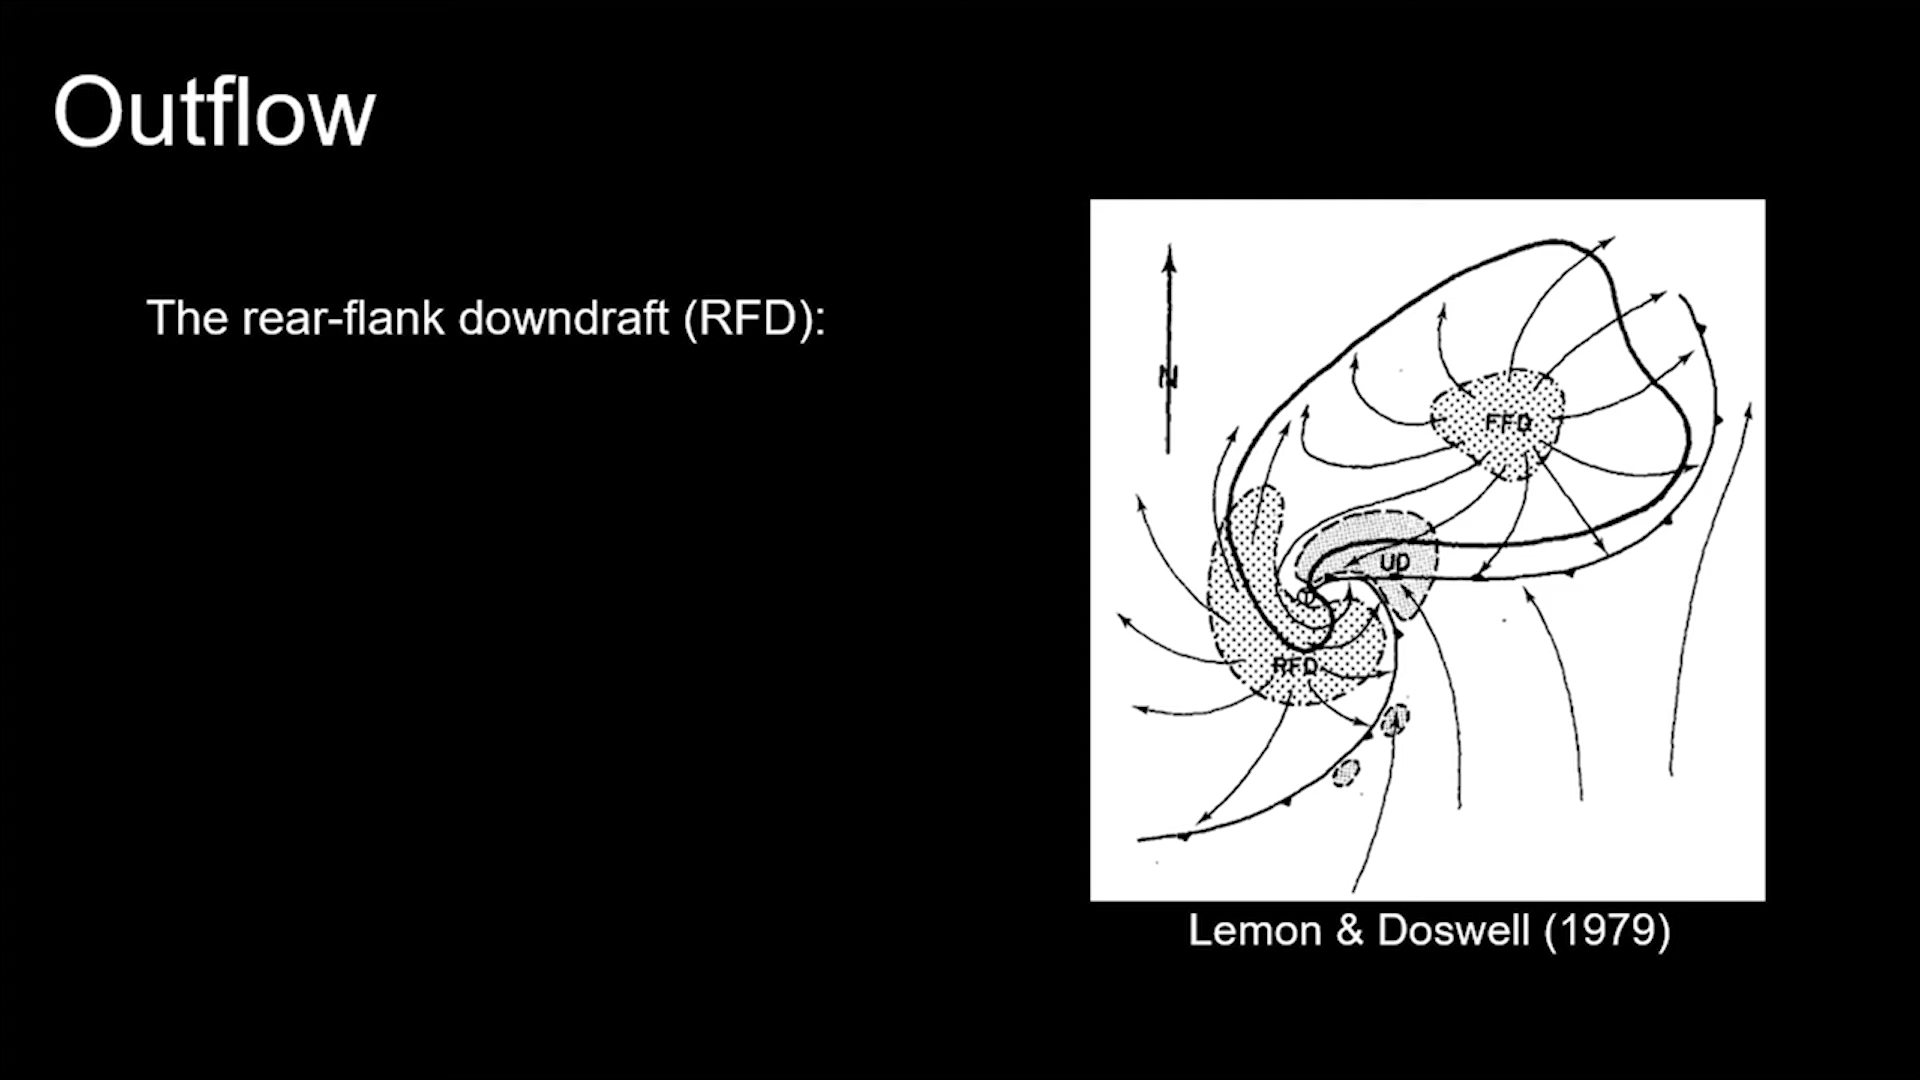 Outflow
The rear-flank downdraft (RFD):
N
FFD
UD
RFD
Lemon & Doswell (1979)